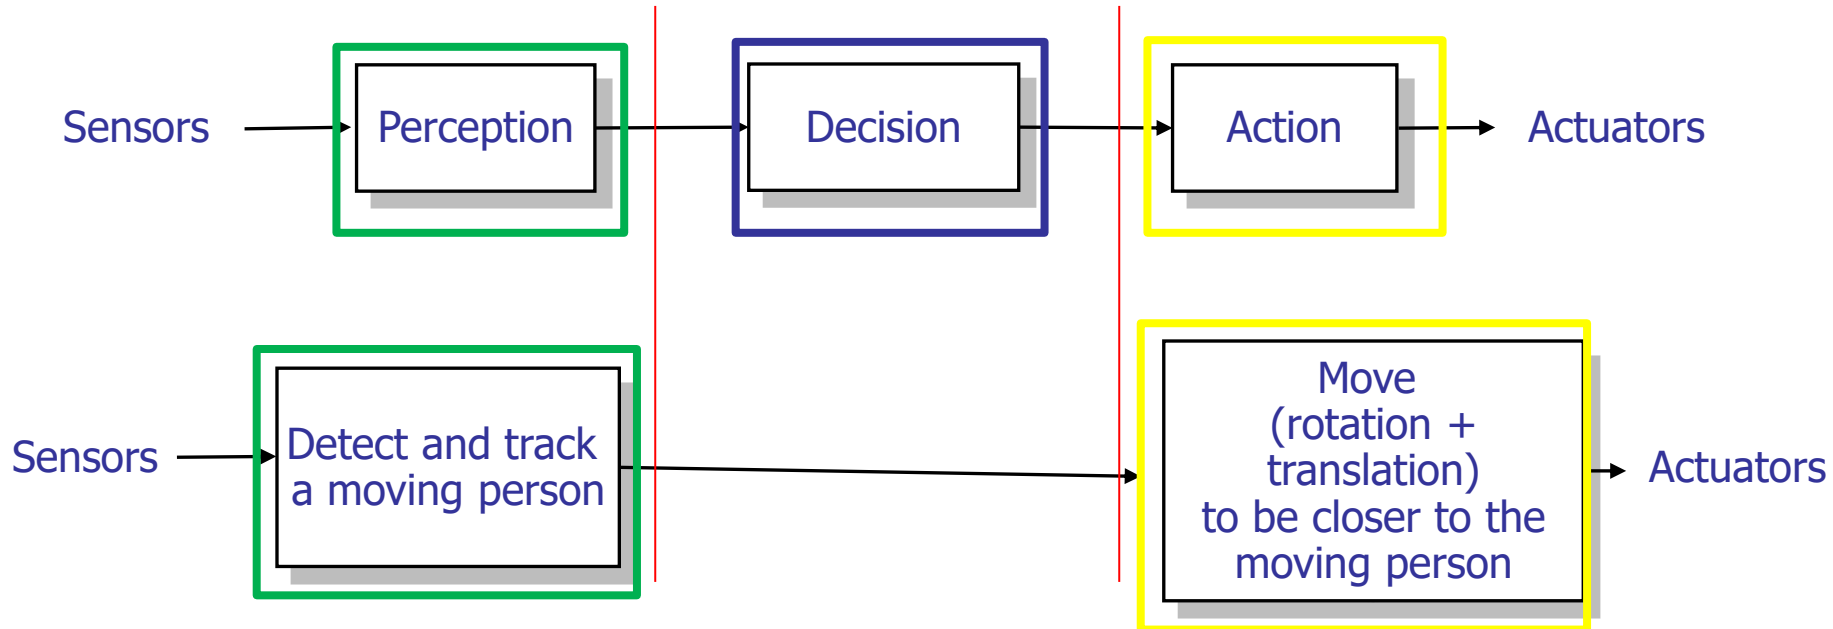 Sensors
Perception
Decision
Action
Actuators
Sensors
Detect and track
a moving person
Move
(rotation +
translation)
to be closer to the
moving person
Actuators